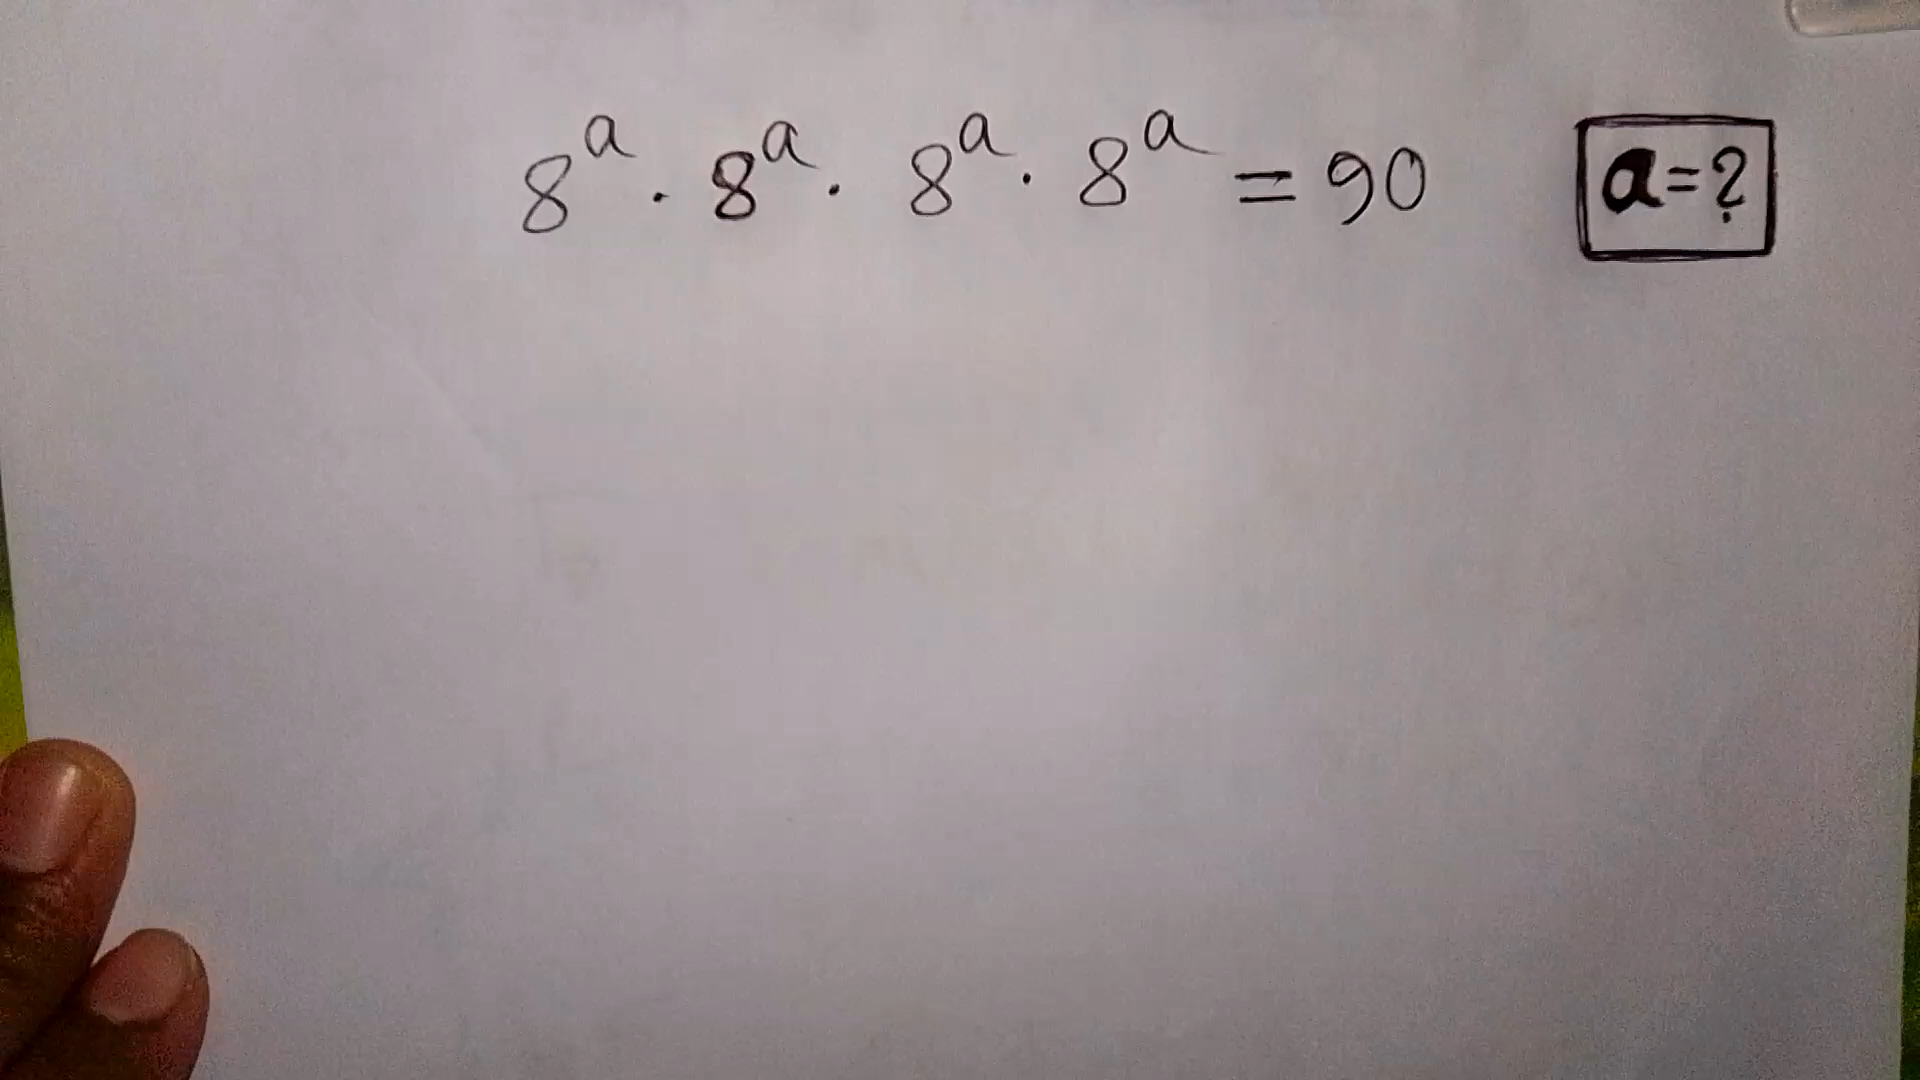 8^a . 8^a . 8^a . 8^a = 90 a=?